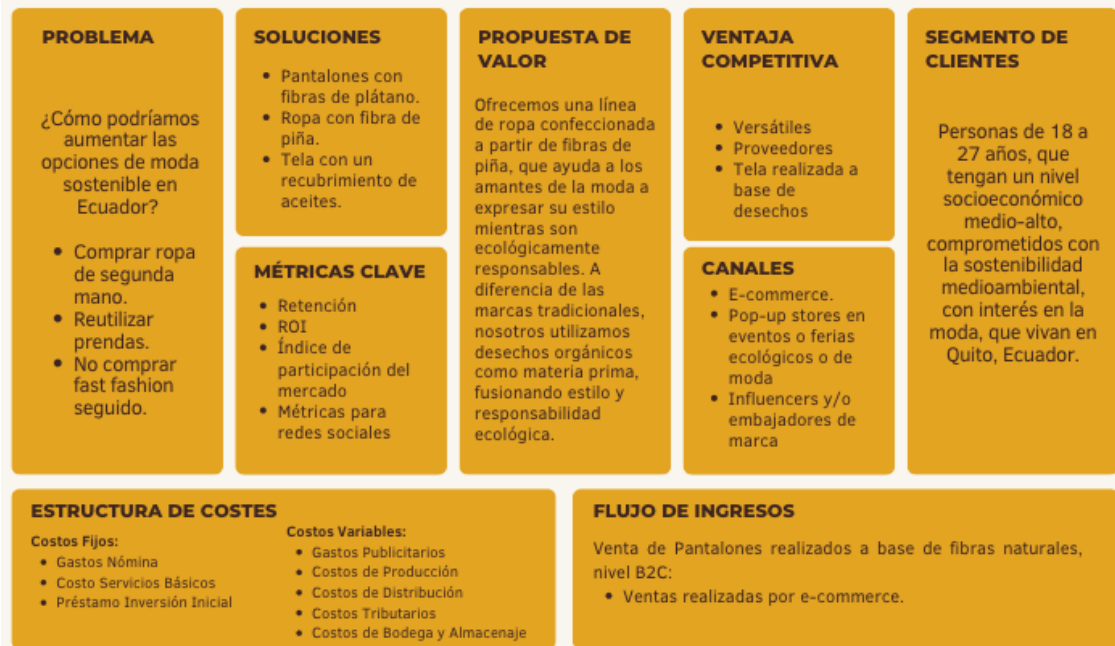 PROBLEMA
¿Cómo podríamos
aumentar las
opciones de moda
sostenible en
Ecuador?
• Comprar ropa
de segunda
mano.
• Reutilizar
prendas.
• No comprar
fast fashion
seguido.
SOLUCIONES
• Pantalones con
fibras de plátano.
• Ropa con fibra de
piña.
• Tela con un
recubrimiento de
aceites.
MÉTRICAS CLAVE
• Retención
• ROI
• Índice de
participación del
mercado
• Métricas para
redes sociales
PROPUESTA DE
VALOR
Ofrecemos una línea
de ropa confeccionada
a partir de fibras de
piña, que ayuda a los
amantes de la moda a
expresar su estilo
mientras son
ecológicamente
responsables. A
diferencia de las
marcas tradicionales,
nosotros utilizamos
desechos orgánicos
como materia prima,
fusionando estilo y
responsabilidad
ecológica.
VENTAJA
COMPETITIVA
• Versátiles
• Proveedores
• Tela realizada a
base de
desechos
CANALES
• E-commerce.
• Pop-up stores en
eventos o ferias
ecológicos o de
moda
• Influencers y/o
embajadores de
marca
SEGMENTO DE
CLIENTES
Personas de 18 a
27 años, que
tengan un nivel
socioeconómico
medio-alto,
comprometidos con
la sostenibilidad
medioambiental,
con interés en la
moda, que vivan en
Quito, Ecuador.
ESTRUCTURA DE COSTES
Costos Fijos:
• Gastos Nómina
• Costo Servicios Básicos
• Préstamo Inversión Inicial
Costos Variables:
• Gastos Publicitarios
• Costos de Producción
• Costos de Distribución
• Costos Tributarios
• Costos de Bodega y Almacenaje
FLUJO DE INGRESOS
Venta de Pantalones realizados a base de fibras naturales,
nivel B2C:
• Ventas realizadas por e-commerce.